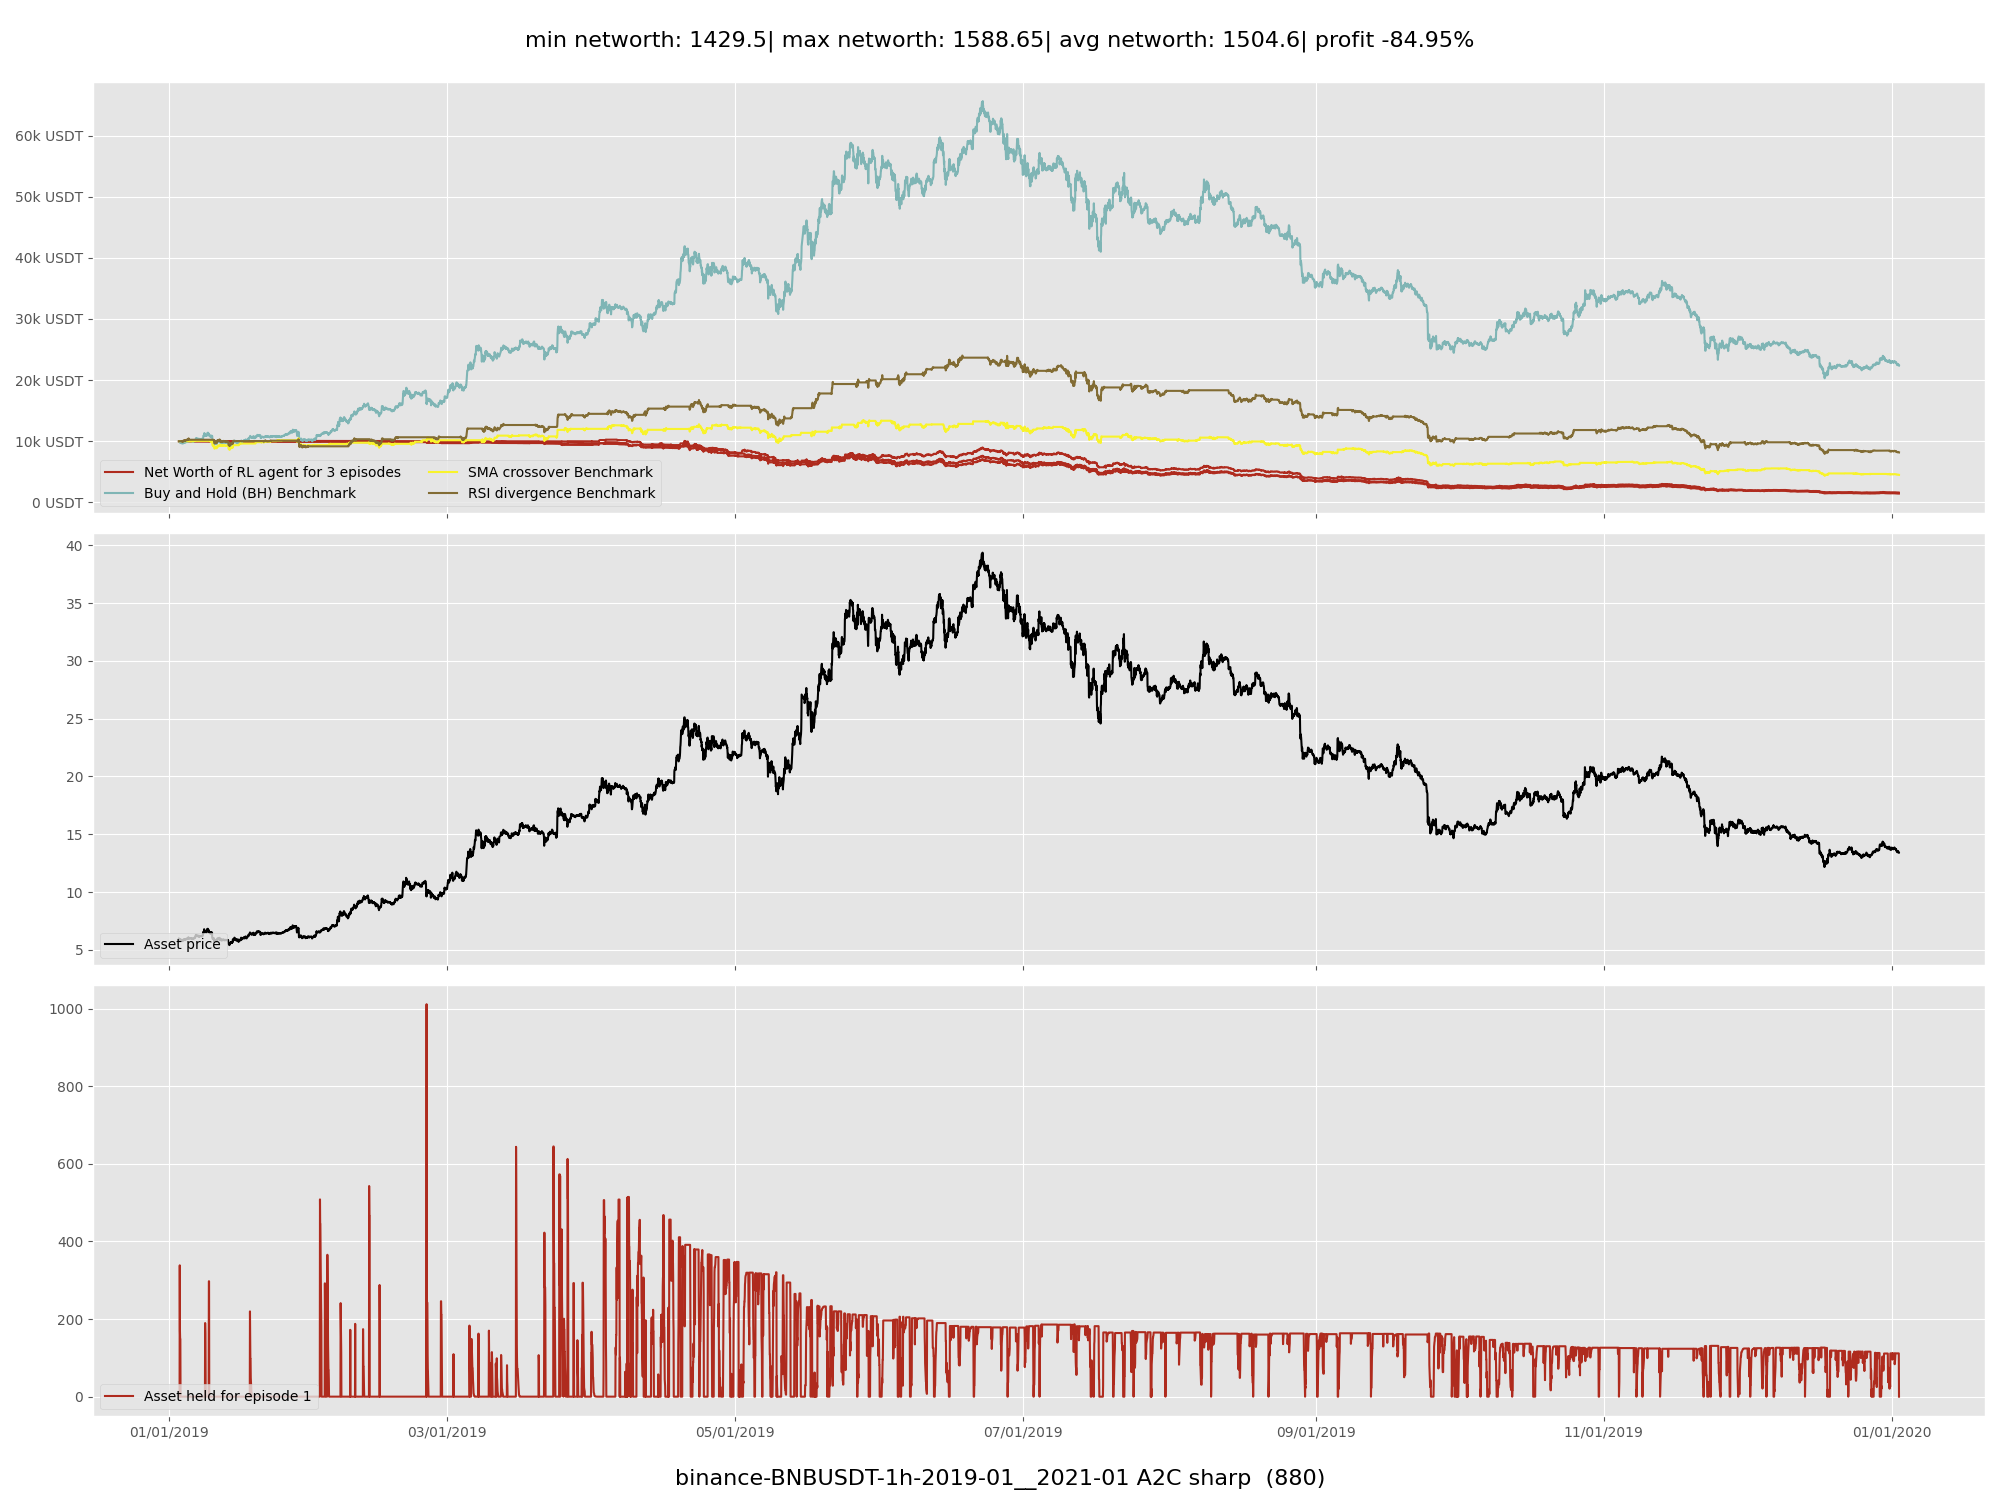 min networth: 1429.5| max networth: 1588.65| avg networth: 1504.6| profit -84.95%
60k USDT
50k USDT
40k USDT
30k USDT
20k USDT
10k USDT
0 USDT
Net Worth of RL agent for 3 episodes
Buy and Hold (BH) Benchmark
SMA crossover Benchmark
RSI divergence Benchmark
40
35
30
25
20
15
10
5
Asset price
1000
800
600
400
200
0
Asset held for episode 1
01/01/2019
03/01/2019
05/01/2019
07/01/2019
09/01/2019
11/01/2019
01/01/2020
binance-BNBUSDT-1h-2019-01__2021-01 A2C sharp  (880)